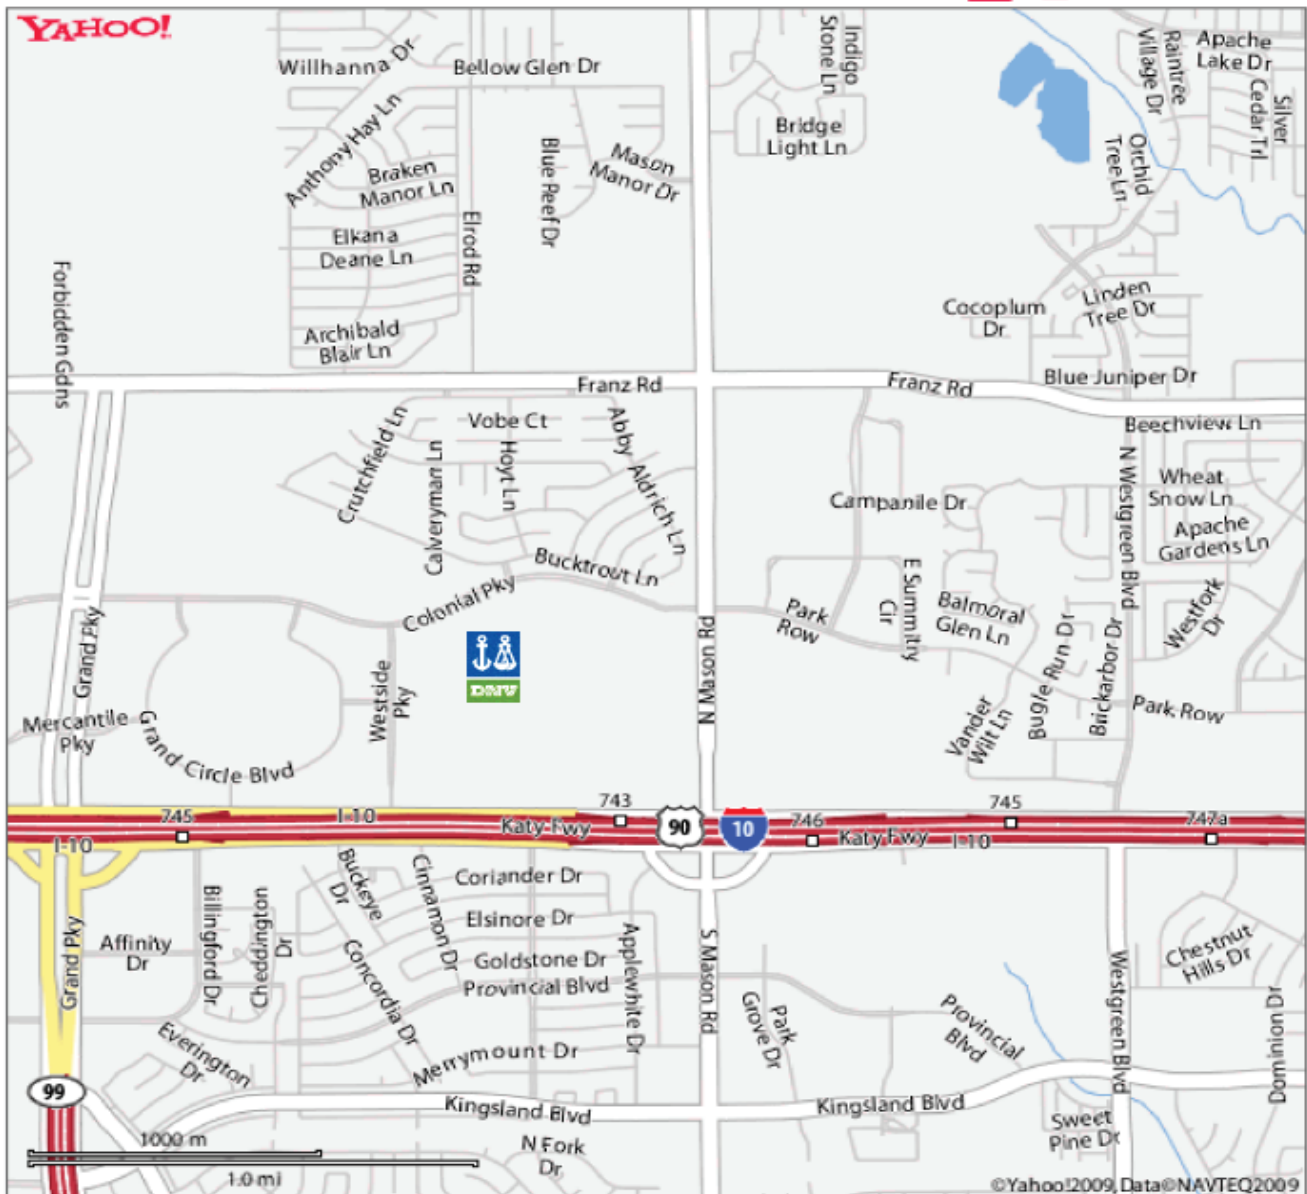 YAHOO!
Willhanna Dr
Bellow Glen Dr
Indigo
Stone Ln
Raintree
Village Dr
Apache
Lake Dr
Silver
Cedar Trl
Anthony Hay Ln
Bridge
Light Ln
Braken
Manor Ln
Blue Reef Dr
Mason
Manor Dr
Orchid
Tree Ln
Elkana
Deane Ln
Elrod Rd
Forbidden Gdns
Cocoplum
Dr
Linden
Tree Dr
Archibald
Blair Ln
Franz Rd
Franz Rd
Blue Juniper Dr
Crutchfield Ln
Vobe Ct
Abby Aldrich Ln
Beechview Ln
Calveryman Ln
Hoyt Ln
N Westgreen Blvd
Wheat
Snow Ln
Campanile Dr
Apache
Gardens Ln
Bucktrout Ln
Colonial Pky
E Summitry
Cir
Park
Row
Balmoral
Glen Ln
Westfork
Dr
Grand Pky
DNV
N Mason Rd
Bugle Run Dr
Brickarbor Dr
Westside
Pky
Mercantile
Pky
Grand Circle Blvd
Vander
Wilt Ln
Park Row
745
I-10
743
90
10
746
745
747a
I-10
Katy Fwy
Katy Fwy
I-10
Buckeye
Dr
Cinnamon Dr
Coriander Dr
Billingford Dr
Cheddington
Dr
Elsinore Dr
Affinity
Dr
Grand Pky
Concordia Dr
Goldstone Dr
Provincial Blvd
Applewhite Dr
S Mason Rd
Westgreen Blvd
Chestnut
Hills Dr
Park
Grove Dr
Provincial
Blvd
Dominion Dr
Everington
Dr
Merrymount Dr
99
Kingsland Blvd
Kingsland Blvd
Sweet
Pine Dr
1000 m
N Fork
Dr
1.0 mi
©Yahoo!2009, Data©NAVTEQ2009